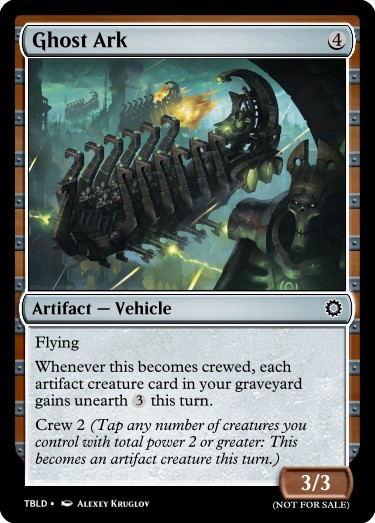 Ghost Ark 4
Artifact — Vehicle
Flying
Whenever this becomes crewed, each
artifact creature card in your graveyard
gains unearth 3 this turn.
Crew 2 (Tap any number of creatures you
control with total power 2 or greater: This
becomes an artifact creature this turn.)
3/3
TBLD • Alexey Kruglov
(NOT FOR SALE)